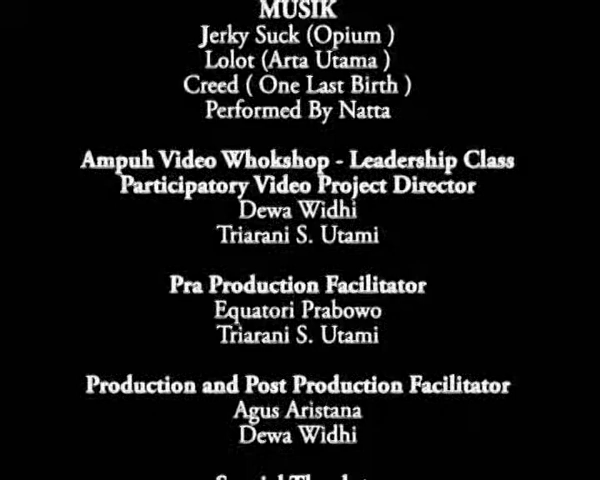 MUSIK
Jerky Suck (Opium )
Lolot (Arta Utama )
Creed ( One Last Birth )
Performed By Natta
Ampuh Video Whokshop - Leadership Class
Participatory Video Project Director
Dewa Widhi
Triarani S. Utami
Pra Production Facilitator
Equatori Prabowo
Triarani S. Utami
Production and Post Production Facilitator
Agus Aristana
Dewa Widhi